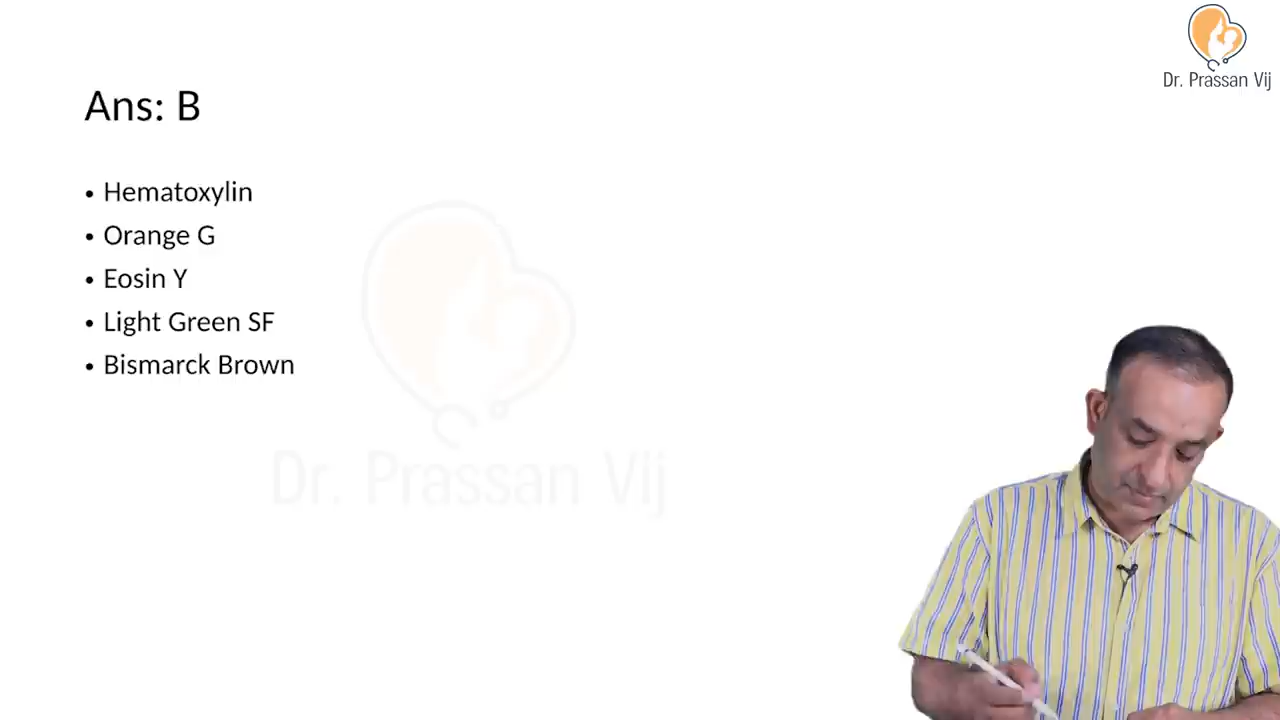 Dr. Prassan Vij
Ans: B
• Hematoxylin
• Orange G
• Eosin Y
• Light Green SF
• Bismarck Brown
Dr. Prassan Vij